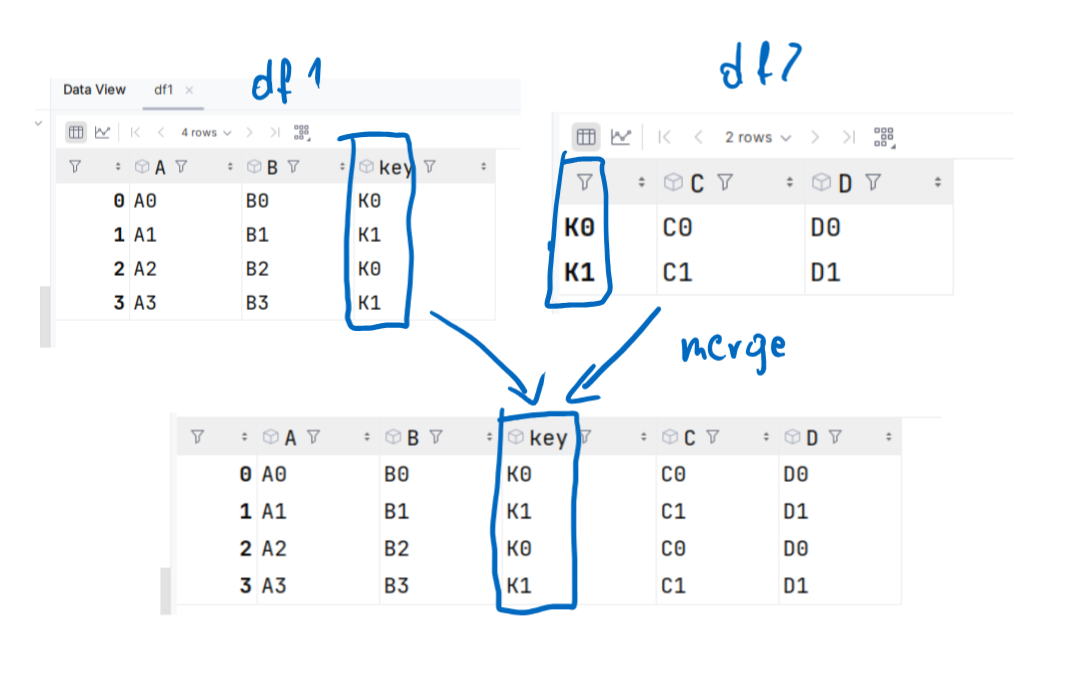 df1
df2
Data View df1 ×
4 rows
2 rows
A B key
C D
0 A0 B0 K0
1 A1 B1 K1
2 A2 B2 K0
3 A3 B3 K1
K0 C0 D0
K1 C1 D1
merge
A B key C D
0 A0 B0 K0 C0 D0
1 A1 B1 K1 C1 D1
2 A2 B2 K0 C0 D0
3 A3 B3 K1 C1 D1